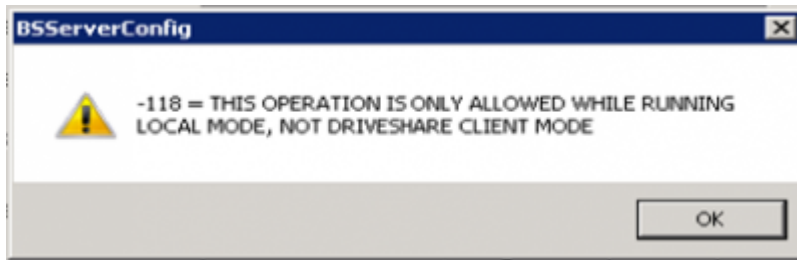 BSServerConfig
-118 = THIS OPERATION IS ONLY ALLOWED WHILE RUNNING
LOCAL MODE, NOT DRIVESHARE CLIENT MODE
OK